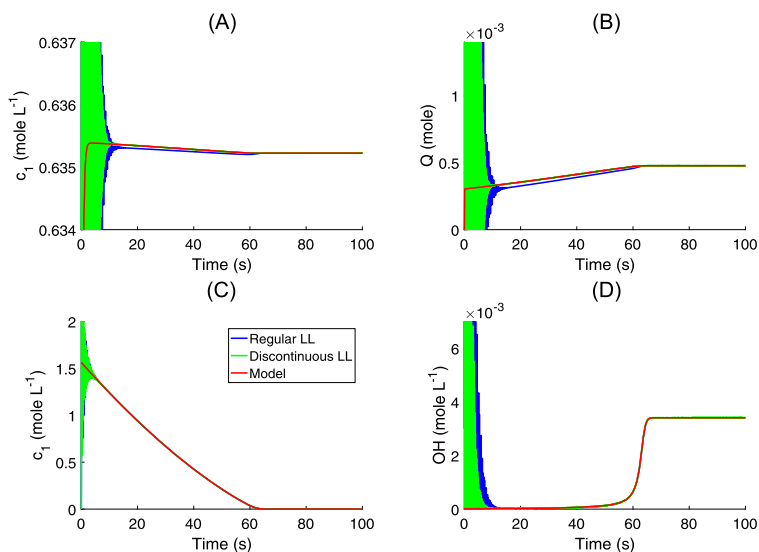 (A)
0.637
0.636
0.635
0.634
c₁ (mole L⁻¹)
0 20 40 60 80 100
Time (s)
(B)
×10⁻³
1
0.5
0
Q (mole)
0 20 40 60 80 100
Time (s)
(C)
2
1.5
1
0.5
0
c₁ (mole L⁻¹)
Regular LL
Discontinuous LL
Model
0 20 40 60 80 100
Time (s)
(D)
×10⁻³
6
4
2
0
OH (mole L⁻¹)
0 20 40 60 80 100
Time (s)